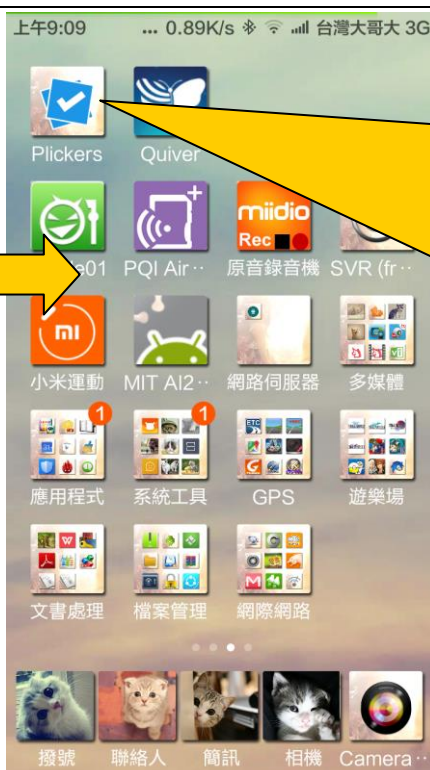 上午9:09 ... 0.89K/s 台灣大哥大 3G
Plickers Quiver
01 PQI Air·· 原音錄音機 SVR (fr··
miidio
Rec
小米運動 MIT AI2·· 網路伺服器 多媒體
1 1
ETC
應用程式 系統工具 GPS 遊樂場
文書處理 檔案管理 網際網路
撥號 聯絡人 簡訊 相機 Camera··